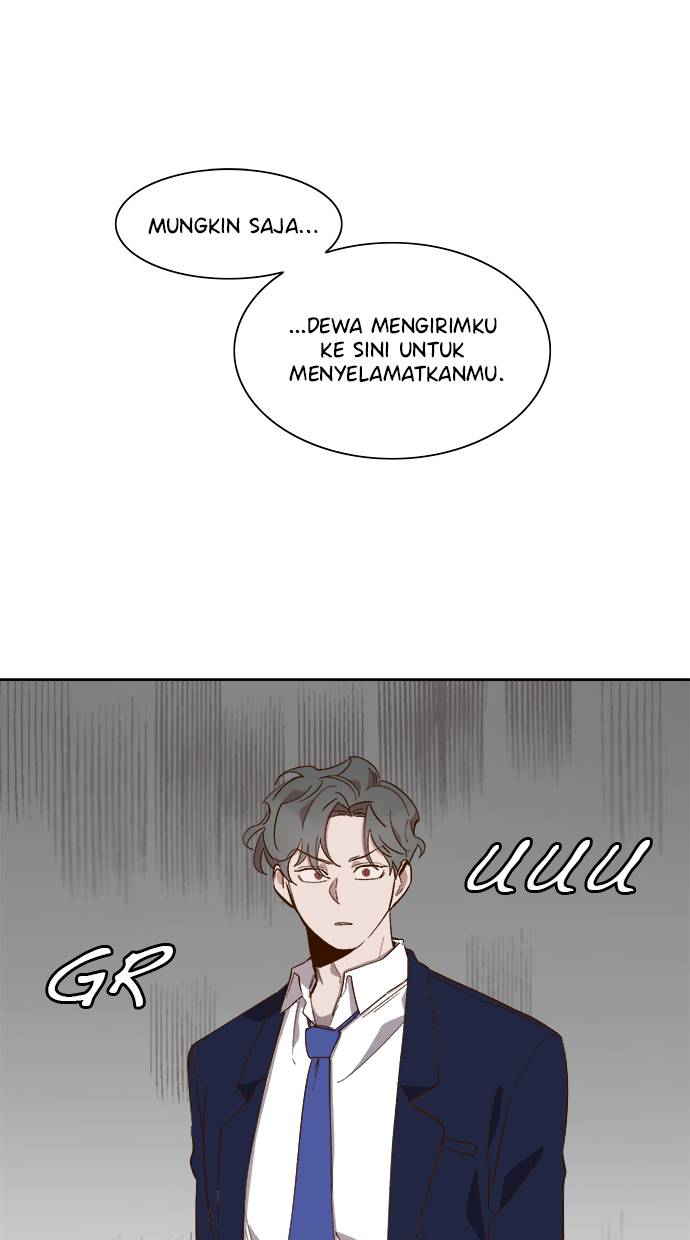 MUNGKIN SAJA...
...DEWA MENGIRIMKU
KE SINI UNTUK
MENYELAMATKANMU.
GR
UUU